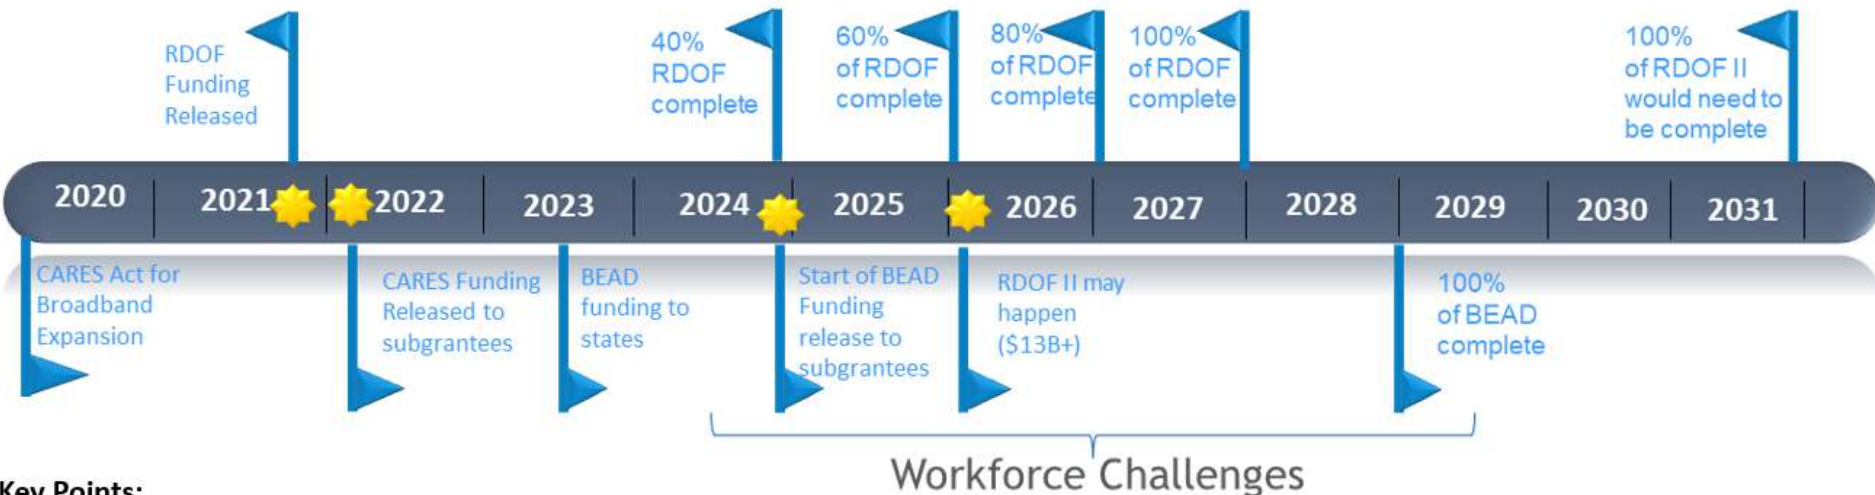 RDOF
Funding
Released
40%
RDOF
complete
60%
of RDOF
complete
80%
of RDOF
complete
100%
of RDOF
complete
100%
of RDOF II
would need to
be complete
2020
2021
2022
2023
2024
2025
2026
2027
2028
2029
2030
2031
CARES Act for
Broadband
Expansion
CARES Funding
Released to
subgrantees
BEAD
funding to
states
Start of BEAD
Funding
release to
subgrantees
RDOF II may
happen
($13B+)
100%
of BEAD
complete
Workforce Challenges
Key Points: